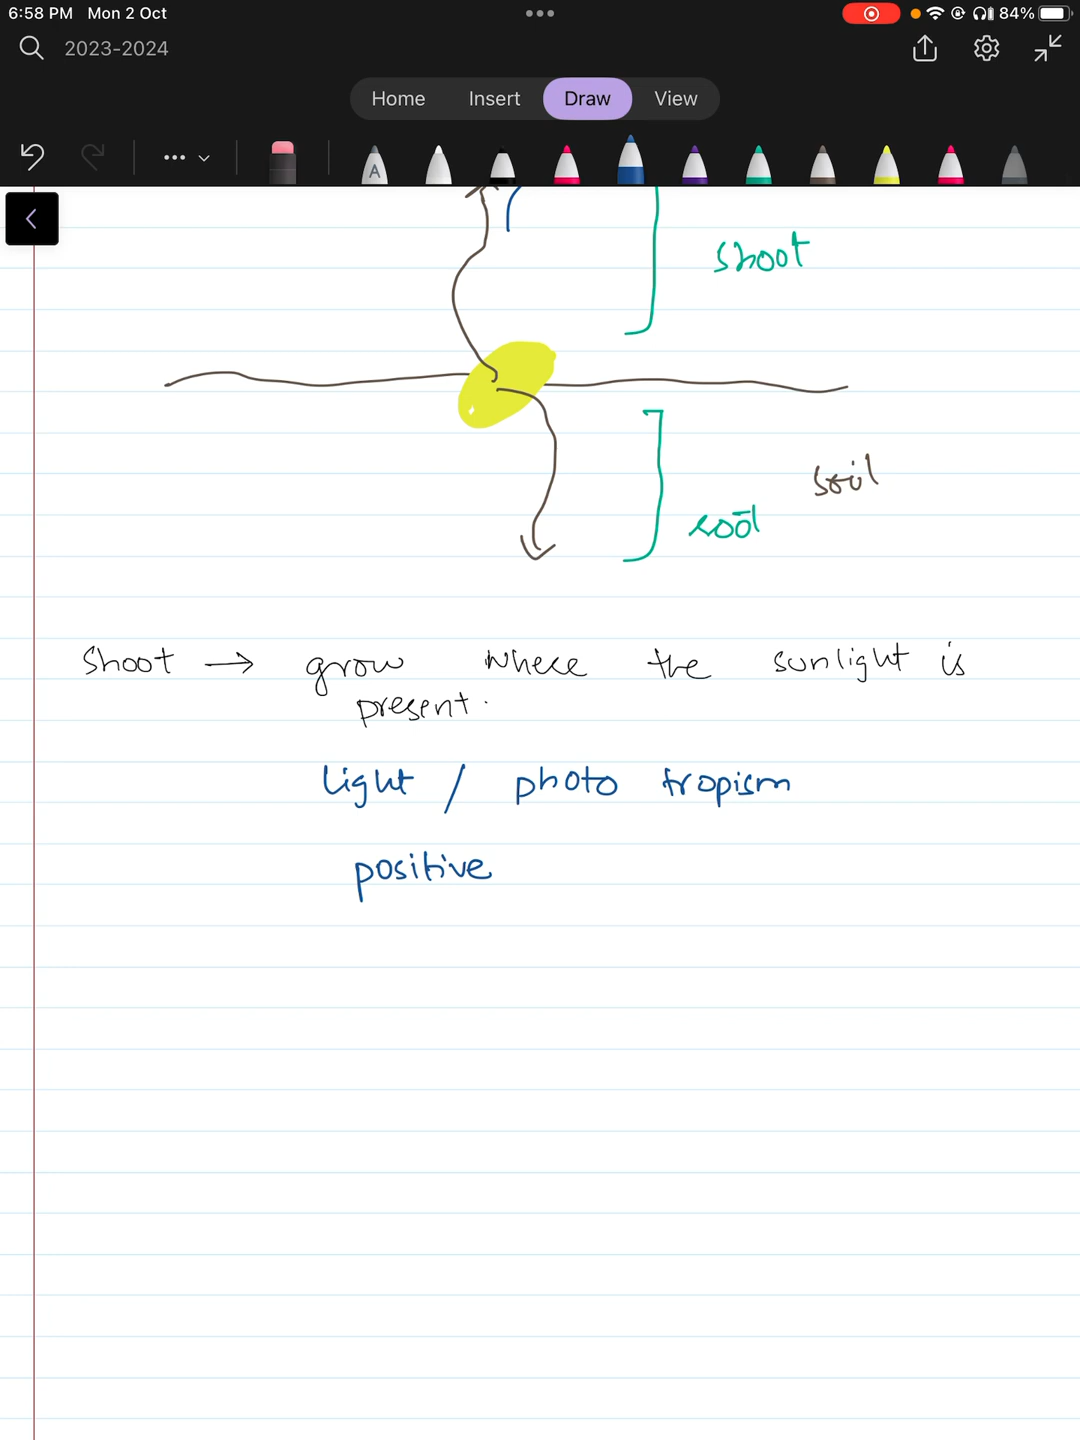 6:58 PM Mon 2 Oct
84%
2023-2024
Home Insert Draw View
A
shoot
soil
root
shoot → grow where the sunlight is
present.
light / photo tropism
positive